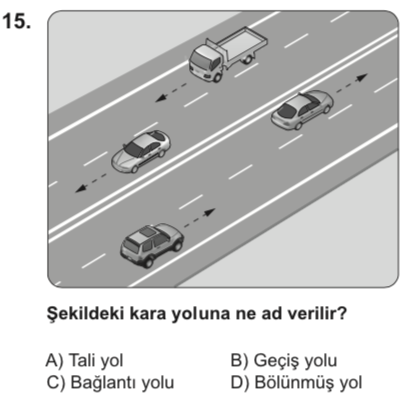 15.
Şekildeki kara yoluna ne ad verilir?
A) Tali yol B) Geçiş yolu
C) Bağlantı yolu D) Bölünmüş yol